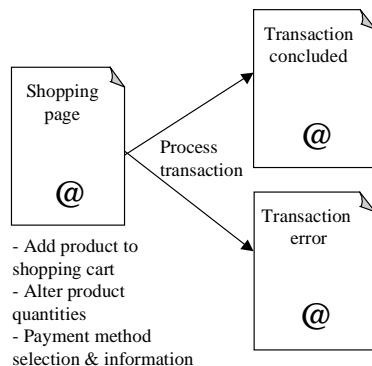 Shopping
page
@
- Add product to
shopping cart
- Alter product
quantities
- Payment method
selection & information
Process
transaction
Transaction
concluded
@
Transaction
error
@